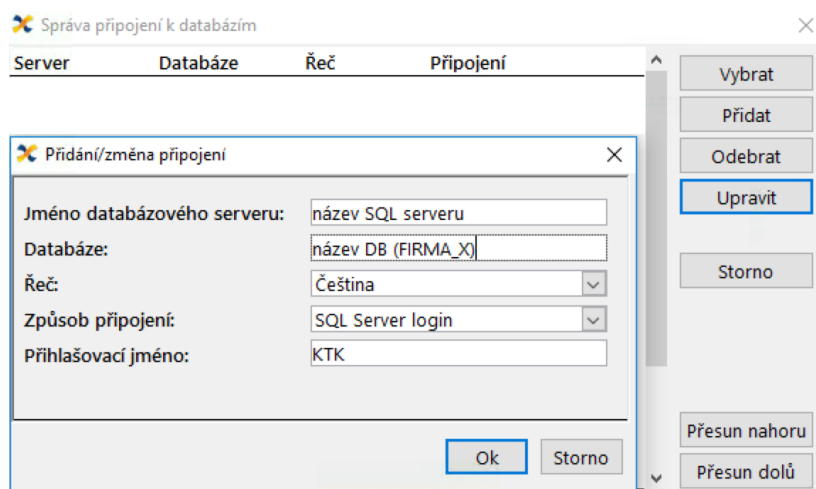 Správa připojení k databázím
Server Databáze Řeč Připojení
Vybrat
Přidat
Odebrat
Upravit
Storno
Přesun nahoru
Přesun dolů
Přidání/změna připojení
Jméno databázového serveru: název SQL serveru
Databáze: název DB (FIRMA_X)
Řeč: Čeština
Způsob připojení: SQL Server login
Přihlašovací jméno: KTK
Ok Storno